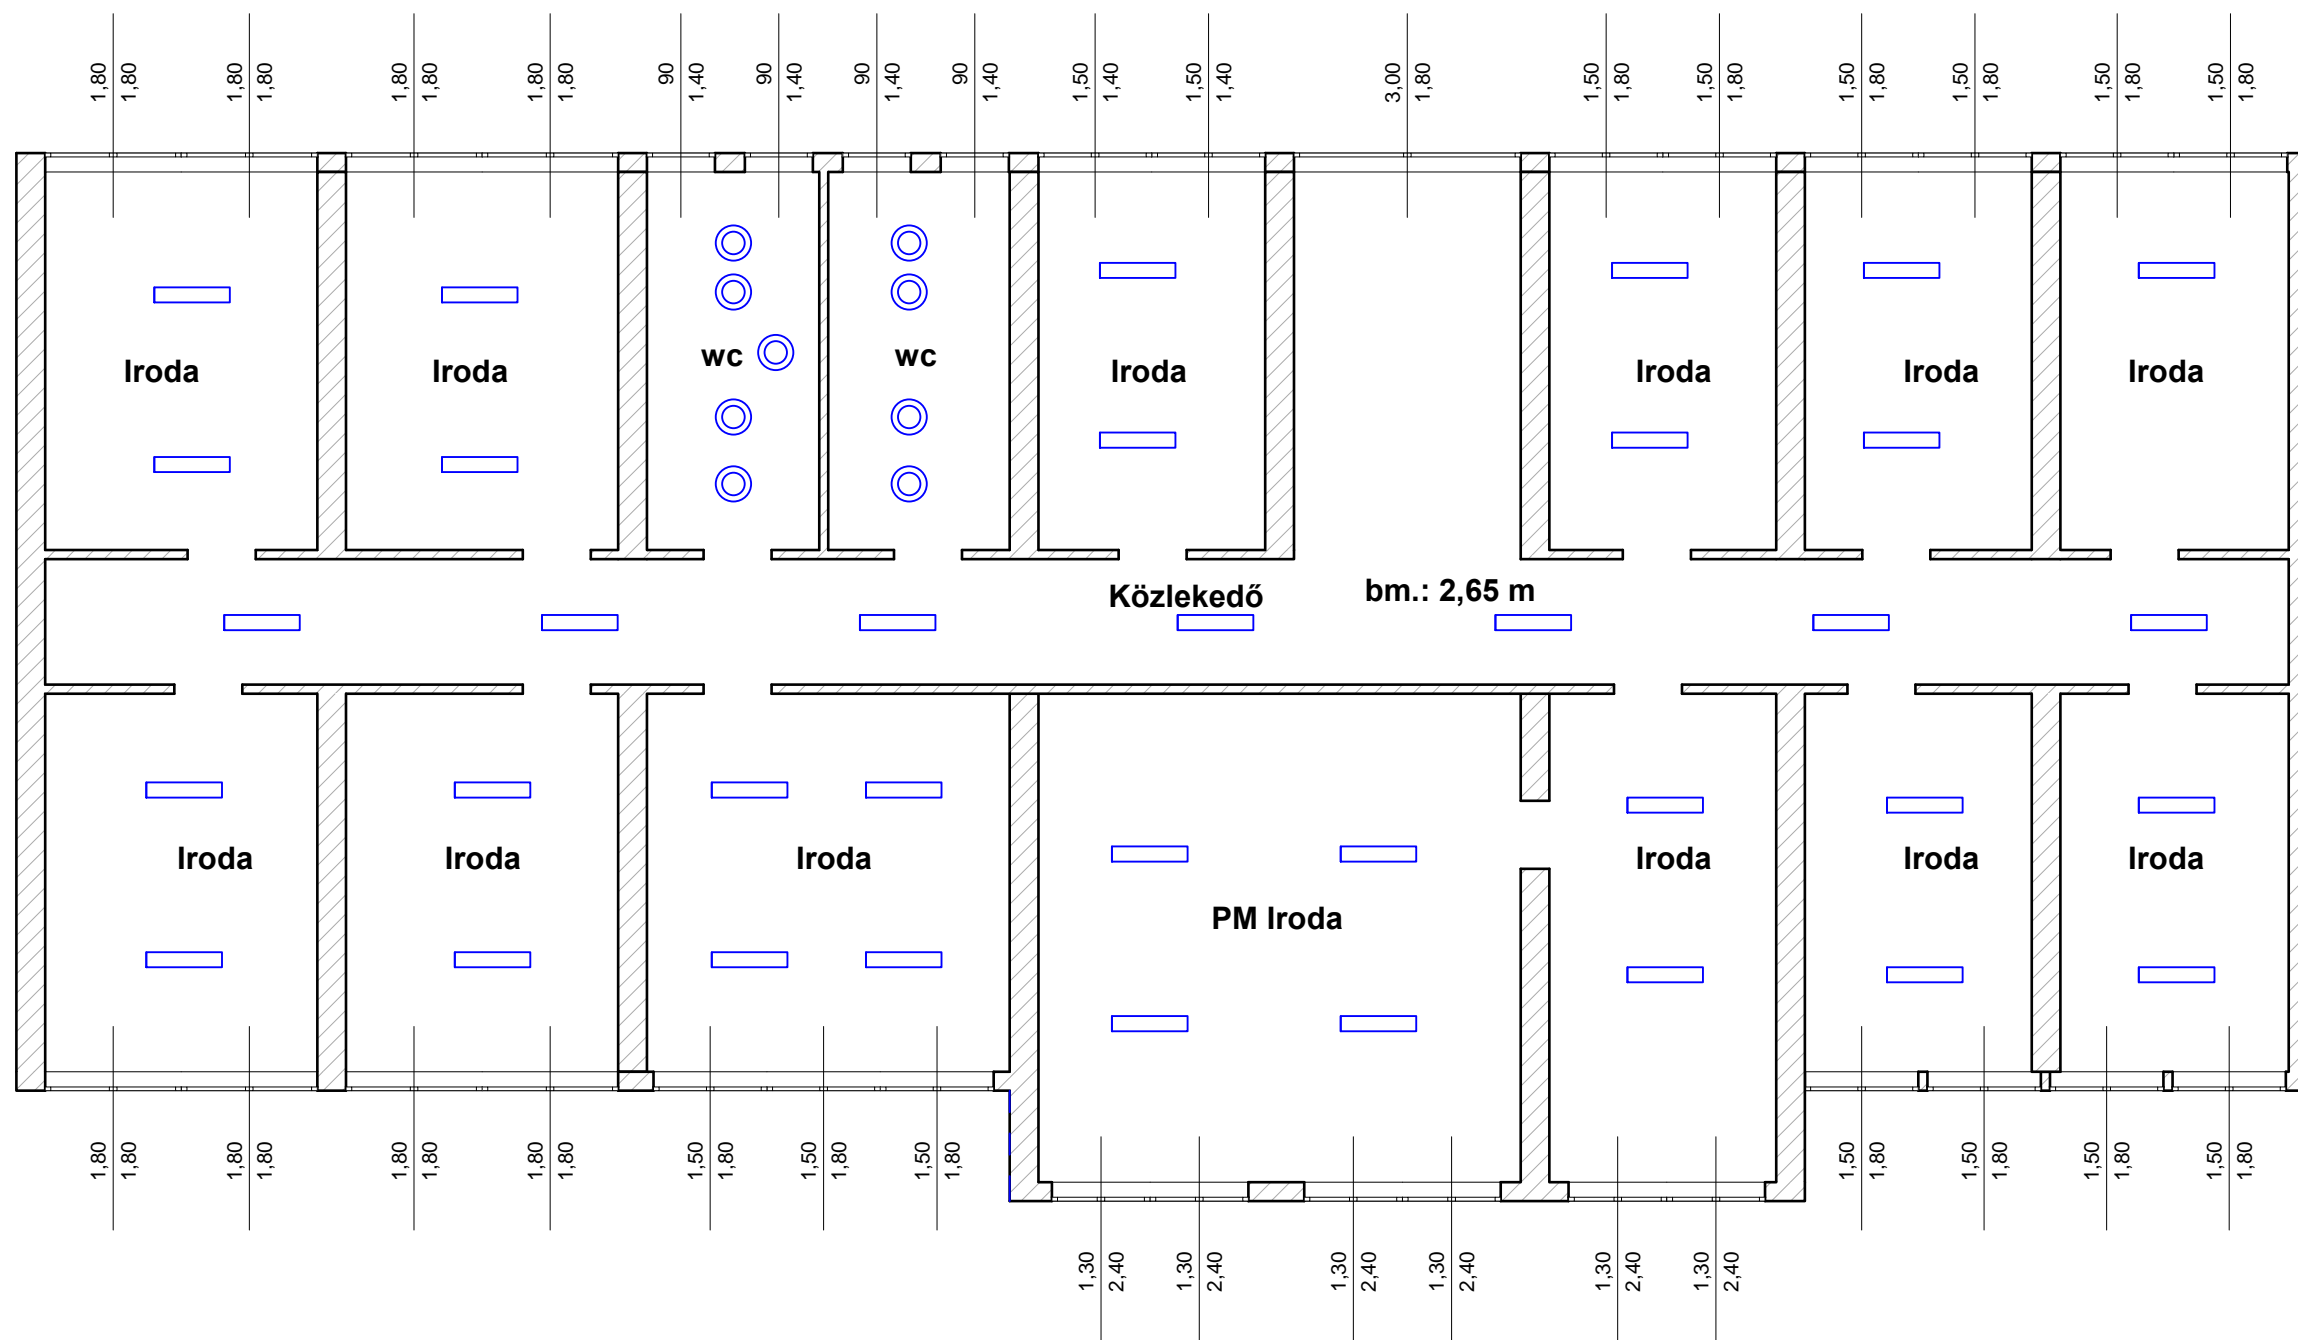 1,80 1,80 1,80 1,80 90 90 90 90 1,50 1,50 3,00 1,50 1,50 1,50 1,50 1,50 1,50
1,80 1,80 1,80 1,80 1,40 1,40 1,40 1,40 1,40 1,40 1,80 1,80 1,80 1,80 1,80 1,80 1,80
wc wc
Iroda Iroda Iroda Iroda Iroda Iroda
Közlekedő bm.: 2,65 m
Iroda Iroda Iroda Iroda Iroda Iroda
PM Iroda
1,80 1,80 1,80 1,80 1,50 1,50 1,50 1,50 1,50 1,50 1,50
1,80 1,80 1,80 1,80 1,80 1,80 1,80 1,80 1,80 1,80 1,80
1,30 1,30 1,30 1,30 1,30 1,30
2,40 2,40 2,40 2,40 2,40 2,40